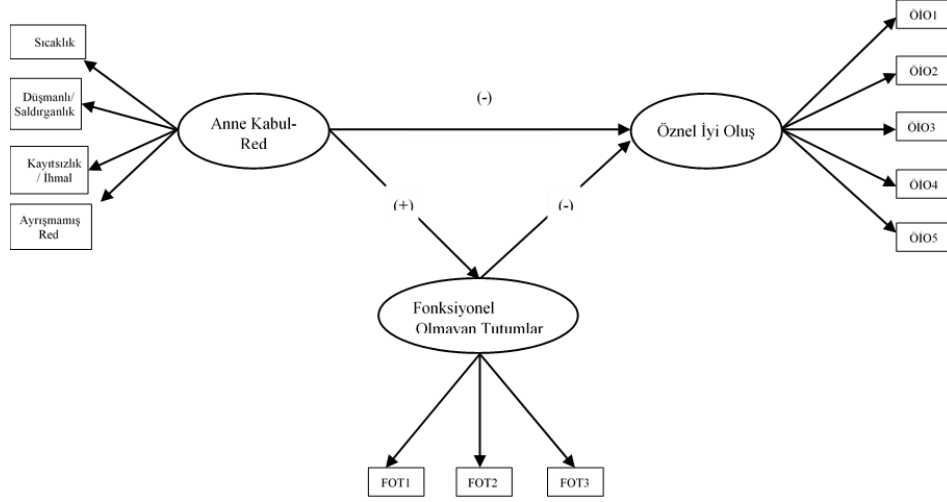 Sıcaklık
Düşmanlı/
Saldırganlık
Kayıtsızlık
/ İhmal
Ayrışmamış
Red
Anne Kabul-
Red
(-)
(+)
(-)
Öznel İyi Oluş
ÖİO1
ÖİO2
ÖİO3
ÖİO4
ÖİO5
Fonksiyonel
Olmayan Tutumlar
FOT1
FOT2
FOT3